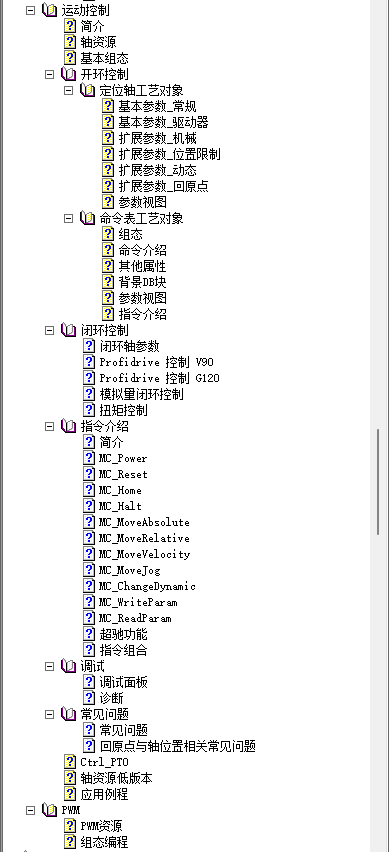 运动控制
简介
轴资源
基本组态
开环控制
定位轴工艺对象
基本参数_常规
基本参数_驱动器
扩展参数_机械
扩展参数_位置限制
扩展参数_动态
扩展参数_回原点
参数视图
命令表工艺对象
组态
命令介绍
其他属性
背景DB块
参数视图
指令介绍
闭环控制
闭环轴参数
Profidrive 控制 V90
Profidrive 控制 G120
模拟量闭环控制
扭矩控制
指令介绍
简介
MC_Power
MC_Reset
MC_Home
MC_Halt
MC_MoveAbsolute
MC_MoveRelative
MC_MoveVelocity
MC_MoveJog
MC_ChangeDynamic
MC_WriteParam
MC_ReadParam
超驰功能
指令组合
调试
调试面板
诊断
常见问题
常见问题
回原点与轴位置相关常见问题
Ctrl_PTO
轴资源低版本
应用例程
PWM
PWM资源
组态编程